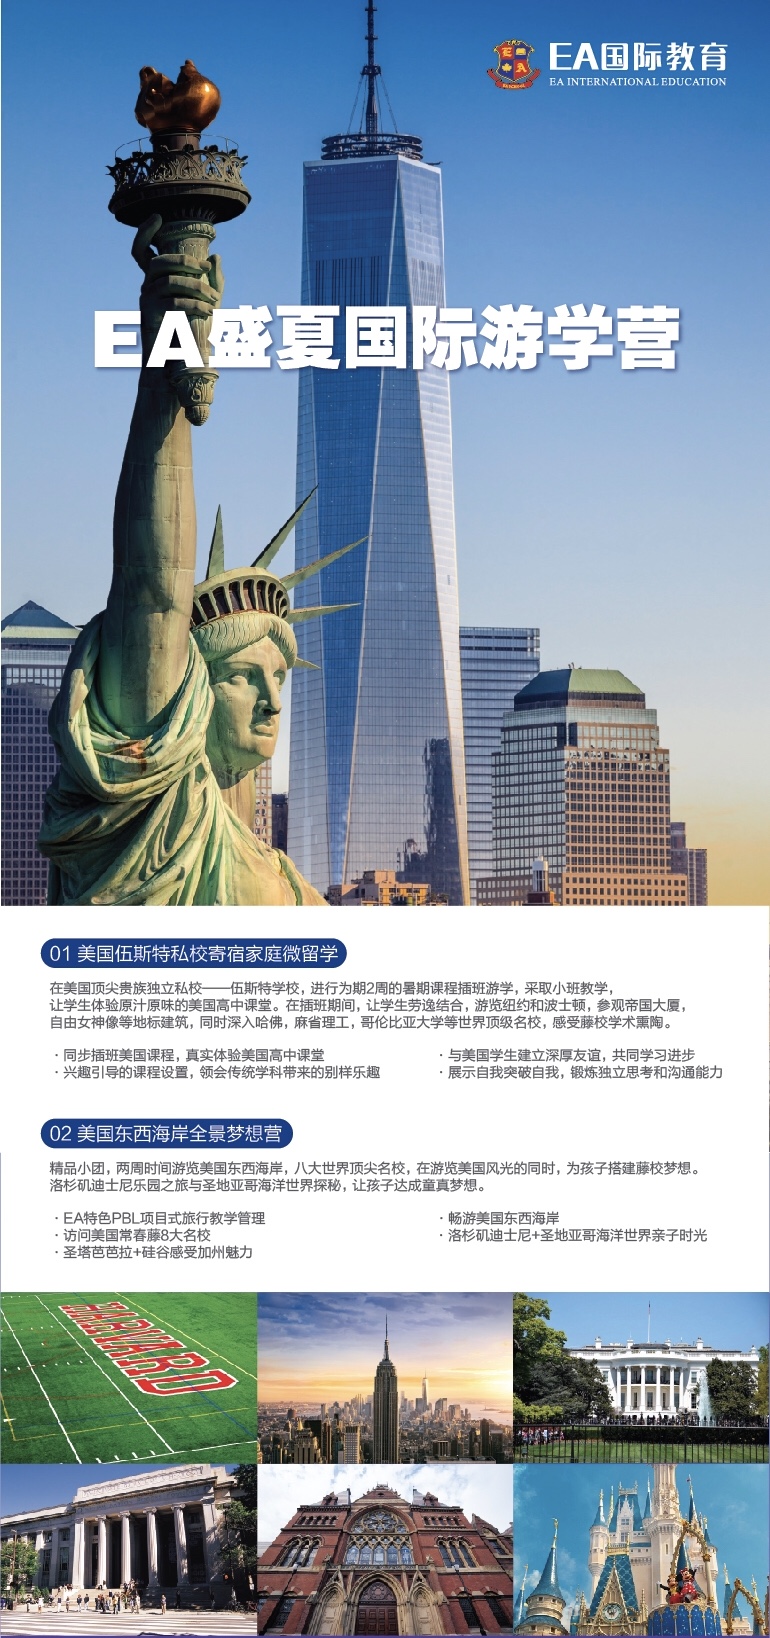 EA国际教育
EA INTERNATIONAL EDUCATION
EA盛夏国际游学营
01 美国伍斯特私校寄宿家庭微留学
在美国顶尖贵族独立私校——伍斯特学校，进行为期2周的暑期课程插班游学，采取小班教学，
让学生体验原汁原味的美国高中课堂。在插班期间，让学生劳逸结合，游览纽约和波士顿，参观帝国大厦，
自由女神像等地标建筑，同时深入哈佛，麻省理工，哥伦比亚大学等世界顶级名校，感受藤校学术熏陶。
· 同步插班美国课程，真实体验美国高中课堂
· 兴趣引导的课程设置，领会传统学科带来的别样乐趣
· 与美国学生建立深厚友谊，共同学习进步
· 展示自我突破自我，锻炼独立思考和沟通能力
02 美国东西海岸全景梦想营
精品小团，两周时间游览美国东西海岸，八大世界顶尖名校，在游览美国风光的同时，为孩子搭建藤校梦想。
洛杉矶迪士尼乐园之旅与圣地亚哥海洋世界探秘，让孩子达成童真梦想。
· EA特色PBL项目式旅行教学管理
· 访问美国常春藤8大名校
· 圣塔芭芭拉+硅谷感受加州魅力
· 畅游美国东西海岸
· 洛杉矶迪士尼+圣地亚哥海洋世界亲子时光
HARVARD